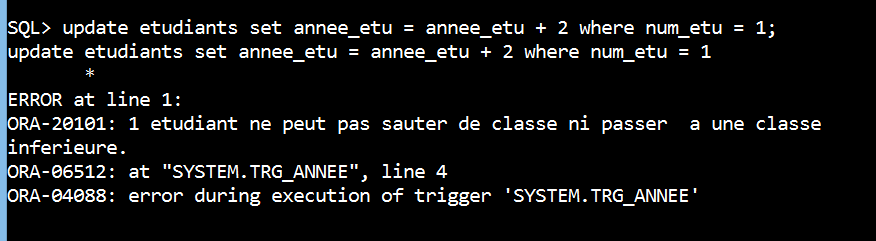 SQL> update etudiants set annee_etu = annee_etu + 2 where num_etu = 1;
update etudiants set annee_etu = annee_etu + 2 where num_etu = 1
       *
ERROR at line 1:
ORA-20101: 1 etudiant ne peut pas sauter de classe ni passer  a une classe
inferieure.
ORA-06512: at "SYSTEM.TRG_ANNEE", line 4
ORA-04088: error during execution of trigger 'SYSTEM.TRG_ANNEE'